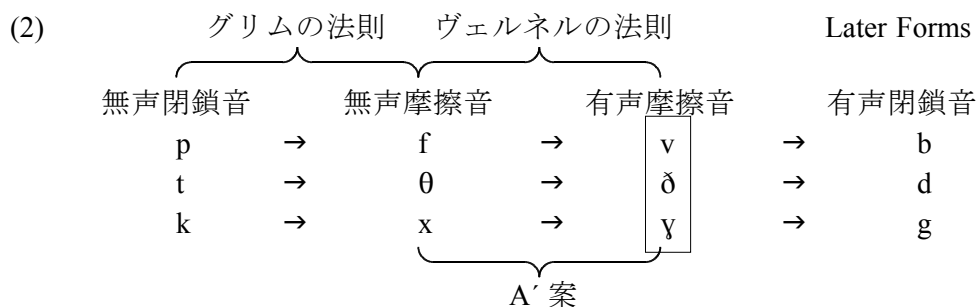 (2) グリムの法則 ヴェルネルの法則 Later Forms
無声閉鎖音 無声摩擦音 有声摩擦音 有声閉鎖音
p → f → v → b
t → θ → ð → d
k → x → ɣ → g
A′ 案